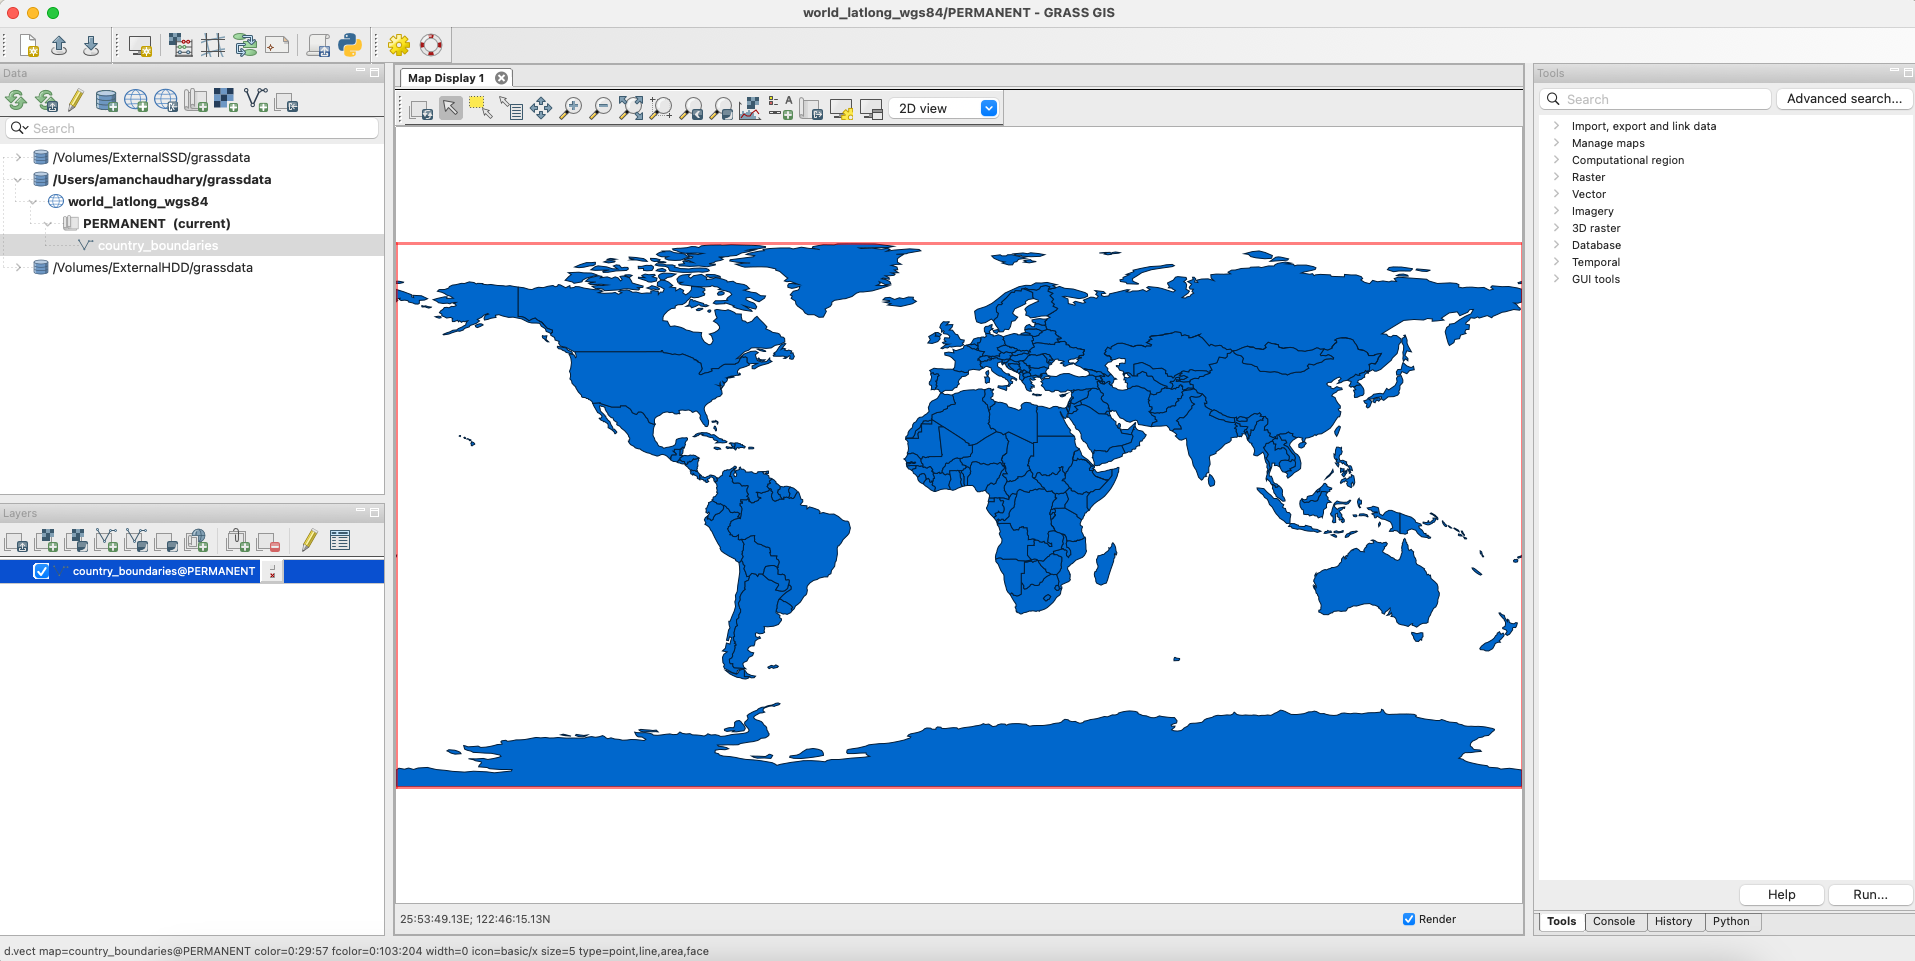 world_latlong_wgs84/PERMANENT - GRASS GIS
Data
Search
/Volumes/ExternalSSD/grassdata
/Users/amanchaudhary/grassdata
world_latlong_wgs84
PERMANENT (current)
country_boundaries
/Volumes/ExternalHDD/grassdata
Layers
country_boundaries@PERMANENT
Map Display 1
2D view
25:53:49.13E; 122:46:15.13N
Render
Tools
Search
Advanced search...
Import, export and link data
Manage maps
Computational region
Raster
Vector
Imagery
3D raster
Database
Temporal
GUI tools
Help
Run...
Tools
Console
History
Python
d.vect map=country_boundaries@PERMANENT color=0:29:57 fcolor=0:103:204 width=0 icon=basic/x size=5 type=point,line,area,face